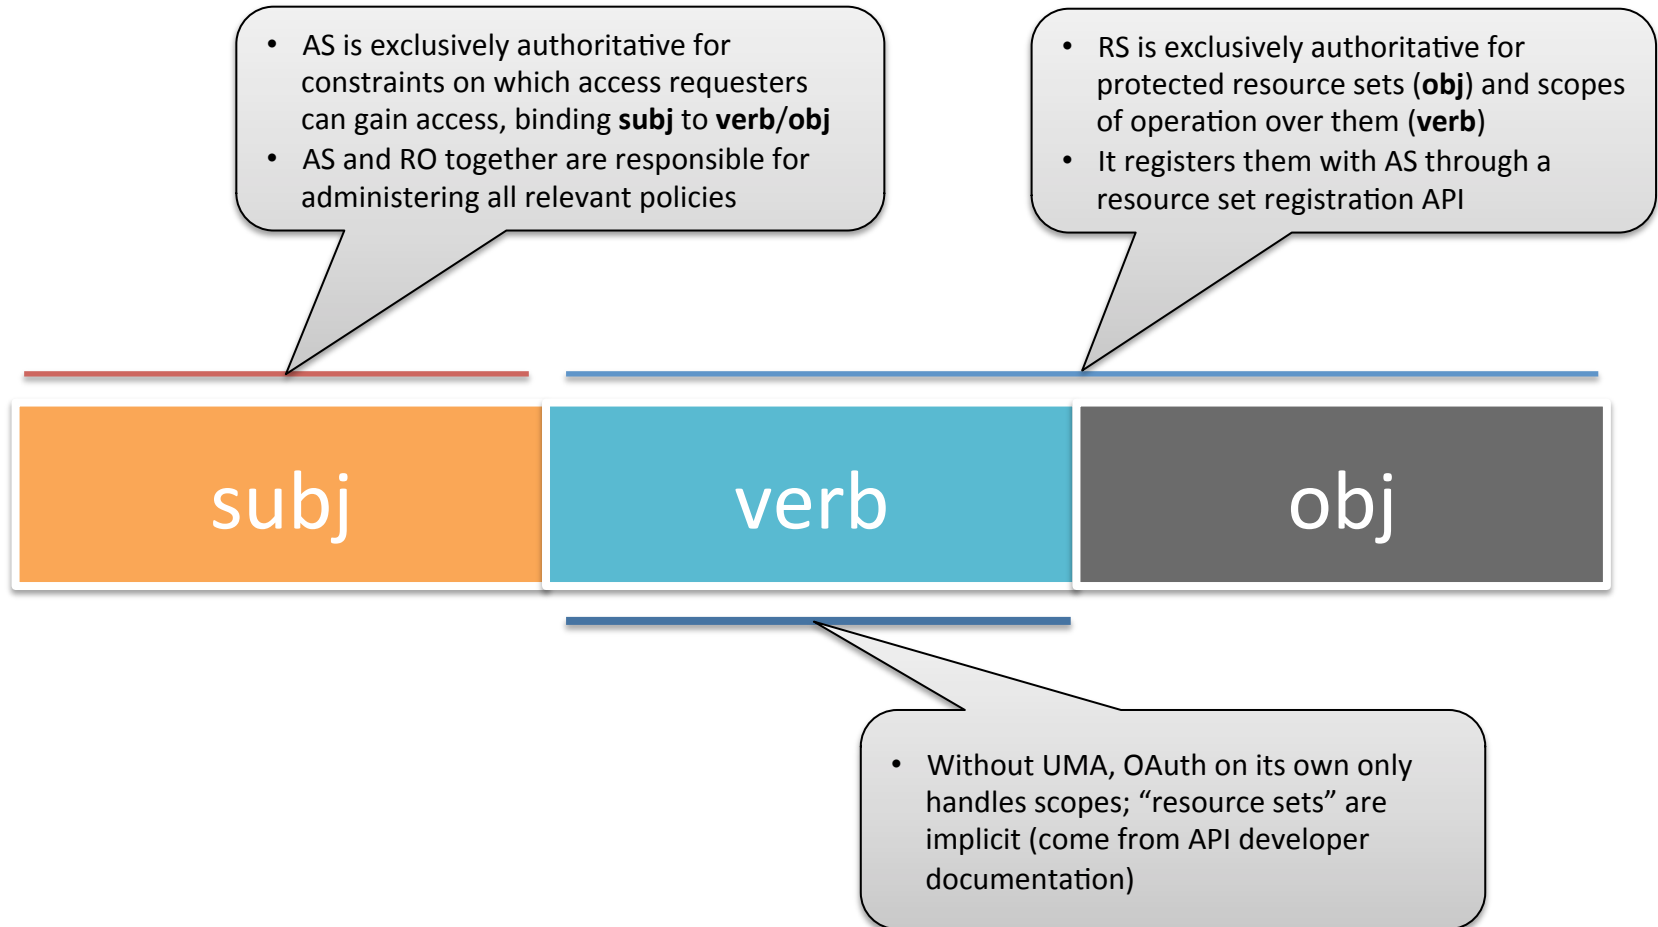 • AS is exclusively authoritative for
constraints on which access requesters
can gain access, binding subj to verb/obj
• AS and RO together are responsible for
administering all relevant policies
• RS is exclusively authoritative for
protected resource sets (obj) and scopes
of operation over them (verb)
• It registers them with AS through a
resource set registration API
subj
verb
obj
• Without UMA, OAuth on its own only
handles scopes; “resource sets” are
implicit (come from API developer
documentation)